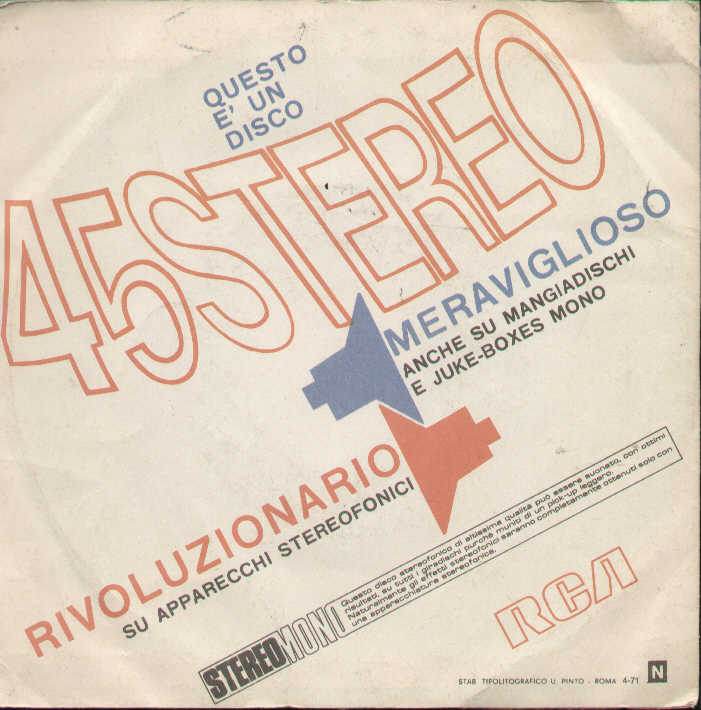 QUESTO
E' UN
DISCO
45STEREO
MERAVIGLIOSO
ANCHE SU MANGIADISCHI
E JUKE-BOXES MONO
RIVOLUZIONARIO
SU APPARECCHI STEREOFONICI
STEREOMONO
Questo disco stereofonico di altissima qualità può essere suonato, con ottimi
risultati, su tutti i giradischi purché muniti di un pick-up leggero.
Naturalmente gli effetti stereofonici saranno completamente ottenuti solo con
una apparecchiatura stereofonica.
RCA
STAB TIPOLITOGRAFICO U. PINTO - ROMA 4-71 N